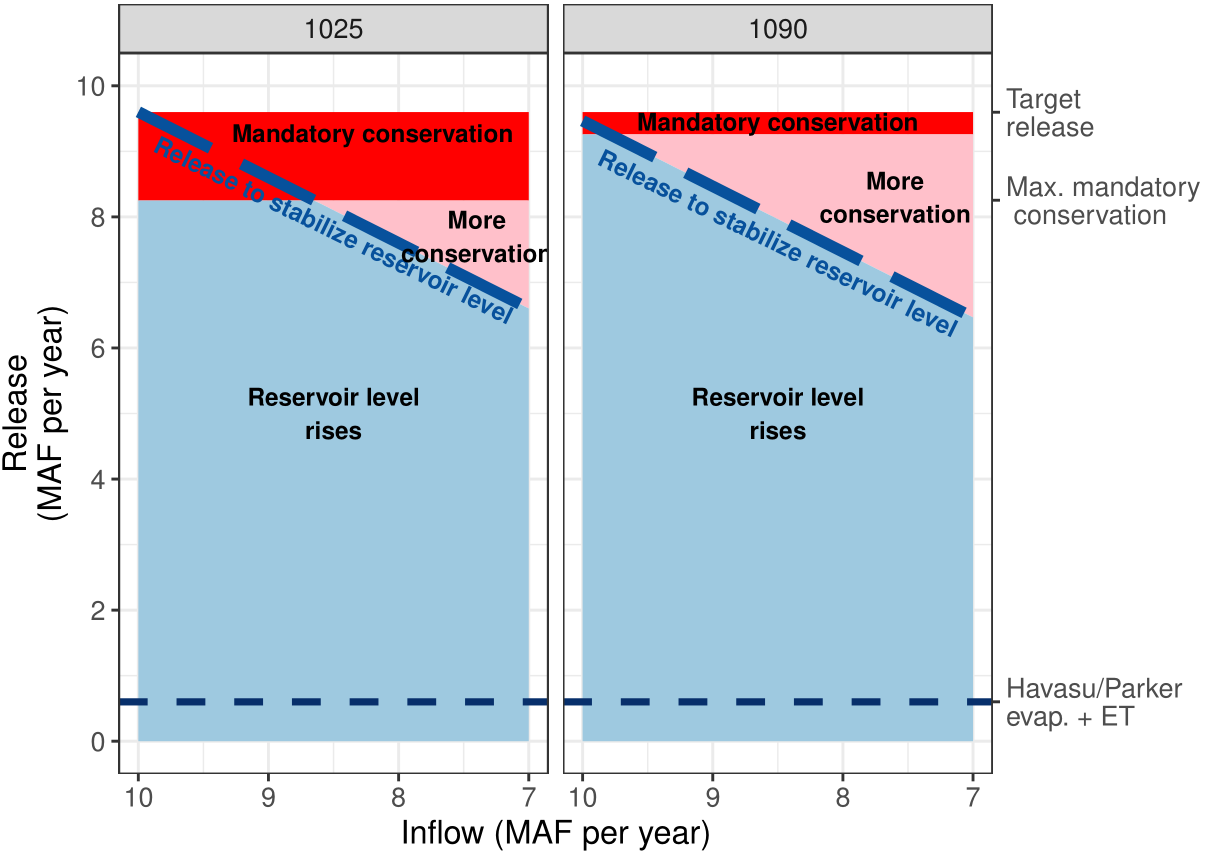 1025
1090
Release
(MAF per year)
10
8
6
4
2
0
Mandatory conservation
Release to stabilize reservoir level
More
conservation
Reservoir level
rises
Mandatory conservation
Release to stabilize reservoir level
More
conservation
Reservoir level
rises
Target
release
Max. mandatory
conservation
Havasu/Parker
evap. + ET
10
9
8
7
10
9
8
7
Inflow (MAF per year)